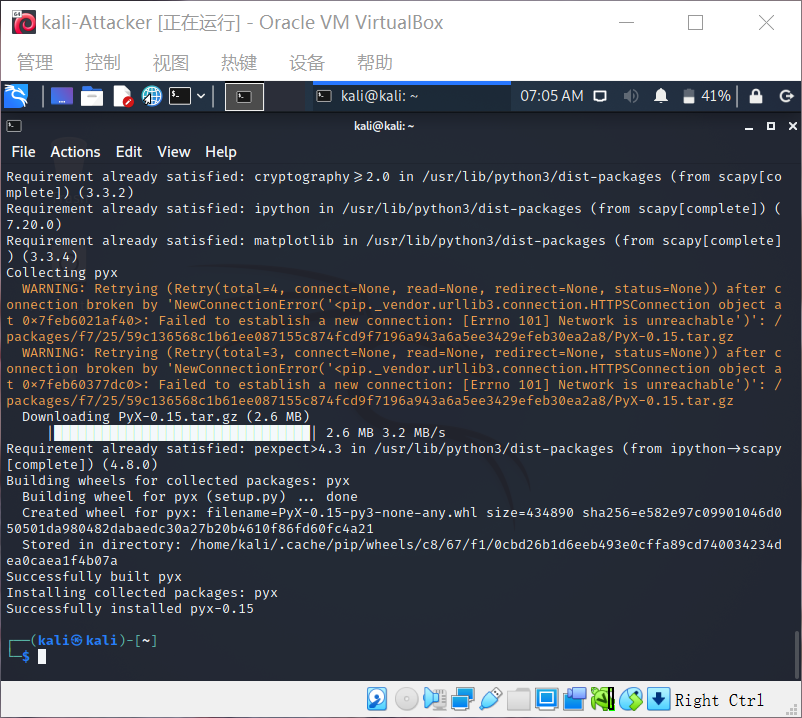 kali-Attacker [正在运行] - Oracle VM VirtualBox
管理 控制 视图 热键 设备 帮助
kali@kali: ~ 07:05 AM 41%
kali@kali: ~
File Actions Edit View Help
Requirement already satisfied: cryptography≥2.0 in /usr/lib/python3/dist-packages (from scapy[co
mplete]) (3.3.2)
Requirement already satisfied: ipython in /usr/lib/python3/dist-packages (from scapy[complete]) (
7.20.0)
Requirement already satisfied: matplotlib in /usr/lib/python3/dist-packages (from scapy[complete]
) (3.3.4)
Collecting pyx
WARNING: Retrying (Retry(total=4, connect=None, read=None, redirect=None, status=None)) after c
onnection broken by 'NewConnectionError('<pip._vendor.urllib3.connection.HTTPSConnection object a
t 0×7feb6021af40>: Failed to establish a new connection: [Errno 101] Network is unreachable')': /
packages/f7/25/59c136568c1b61ee087155c874fcd9f7196a943a6a5ee3429efeb30ea2a8/PyX-0.15.tar.gz
WARNING: Retrying (Retry(total=3, connect=None, read=None, redirect=None, status=None)) after c
onnection broken by 'NewConnectionError('<pip._vendor.urllib3.connection.HTTPSConnection object a
t 0×7feb60377dc0>: Failed to establish a new connection: [Errno 101] Network is unreachable')': /
packages/f7/25/59c136568c1b61ee087155c874fcd9f7196a943a6a5ee3429efeb30ea2a8/PyX-0.15.tar.gz
Downloading PyX-0.15.tar.gz (2.6 MB)
2.6 MB 3.2 MB/s
Requirement already satisfied: pexpect>4.3 in /usr/lib/python3/dist-packages (from ipython→scapy
[complete]) (4.8.0)
Building wheels for collected packages: pyx
Building wheel for pyx (setup.py) ... done
Created wheel for pyx: filename=PyX-0.15-py3-none-any.whl size=434890 sha256=e582e97c09901046d0
50501da980482dabaedc30a27b20b4610f86fd60fc4a21
Stored in directory: /home/kali/.cache/pip/wheels/c8/67/f1/0cbd26b1d6eeb493e0cffa89cd740034234d
ea0caea1f4b07a
Successfully built pyx
Installing collected packages: pyx
Successfully installed pyx-0.15
(kali㉿kali)-[~]
$
Right Ctrl